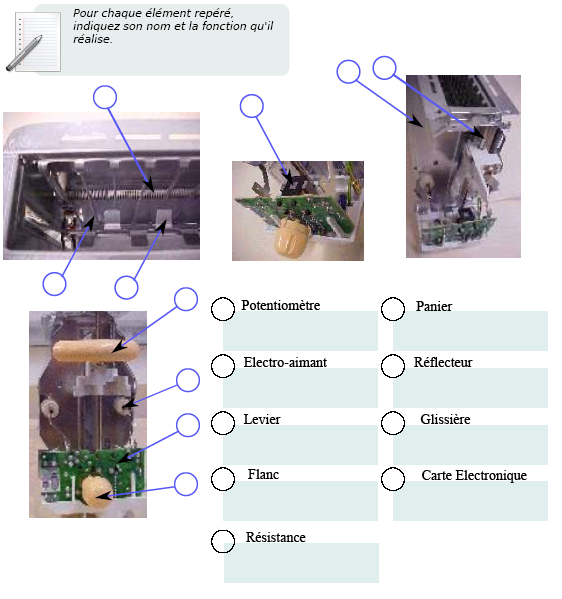 Pour chaque élément repéré,
indiquez son nom et la fonction qu'il
réalise.
Potentiomètre
Panier
Electro-aimant
Réflecteur
Levier
Glissière
Flanc
Carte Electronique
Résistance